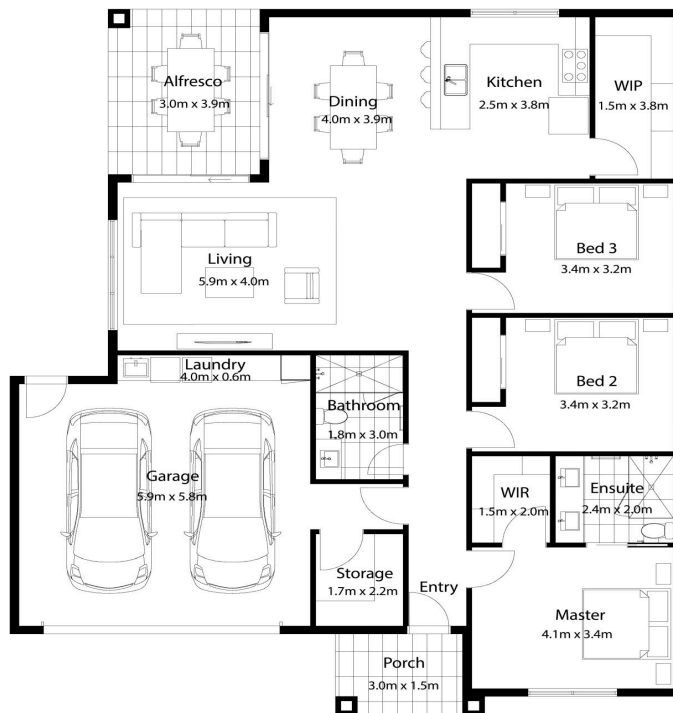 Alfresco
3.0m x 3.9m
Dining
4.0m x 3.9m
Kitchen
2.5m x 3.8m
WIP
1.5m x 3.8m
Living
5.9m x 4.0m
Bed 3
3.4m x 3.2m
Laundry
4.0m x 0.6m
Bathroom
1.8m x 3.0m
Bed 2
3.4m x 3.2m
Garage
5.9m x 5.8m
WIR
1.5m x 2.0m
Ensuite
2.4m x 2.0m
Storage
1.7m x 2.2m
Entry
Master
4.1m x 3.4m
Porch
3.0m x 1.5m